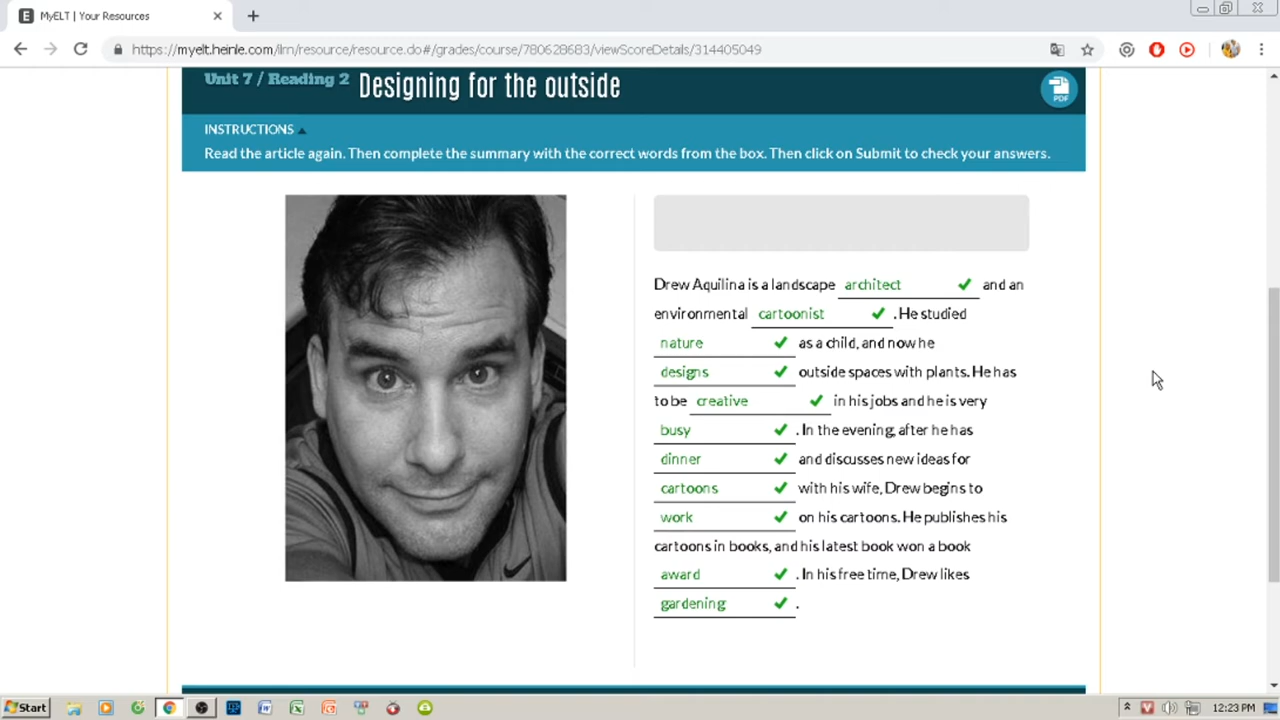 MyELT | Your Resources
https://myelt.heinle.com/ilrn/resource/resource.do#/grades/course/780628683/viewScoreDetails/314405049
Unit 7 / Reading 2 Designing for the outside
PDF
INSTRUCTIONS
Read the article again. Then complete the summary with the correct words from the box. Then click on Submit to check your answers.
Drew Aquilina is a landscape architect and an
environmental cartoonist . He studied
nature as a child, and now he
designs outside spaces with plants. He has
to be creative in his jobs and he is very
busy . In the evening, after he has
dinner and discusses new ideas for
cartoons with his wife, Drew begins to
work on his cartoons. He publishes his
cartoons in books, and his latest book won a book
award . In his free time, Drew likes
gardening .
Start
12:23 PM